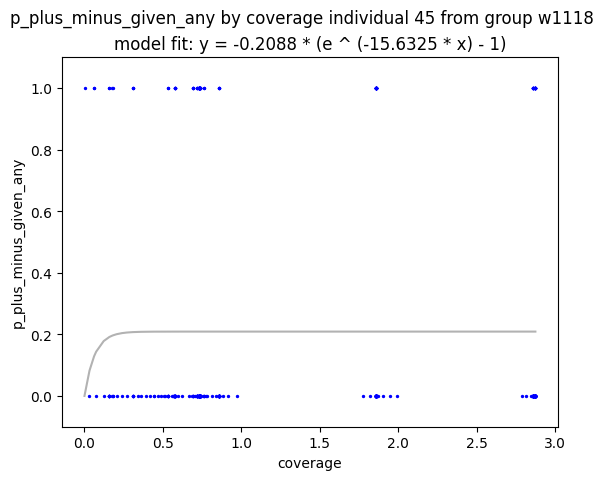 p_plus_minus_given_any by coverage individual 45 from group w1118
model fit: y = -0.2088 * (e ^ (-15.6325 * x) - 1)
1.0
0.8
0.6
0.4
0.2
0.0
p_plus_minus_given_any
0.0 0.5 1.0 1.5 2.0 2.5 3.0
coverage